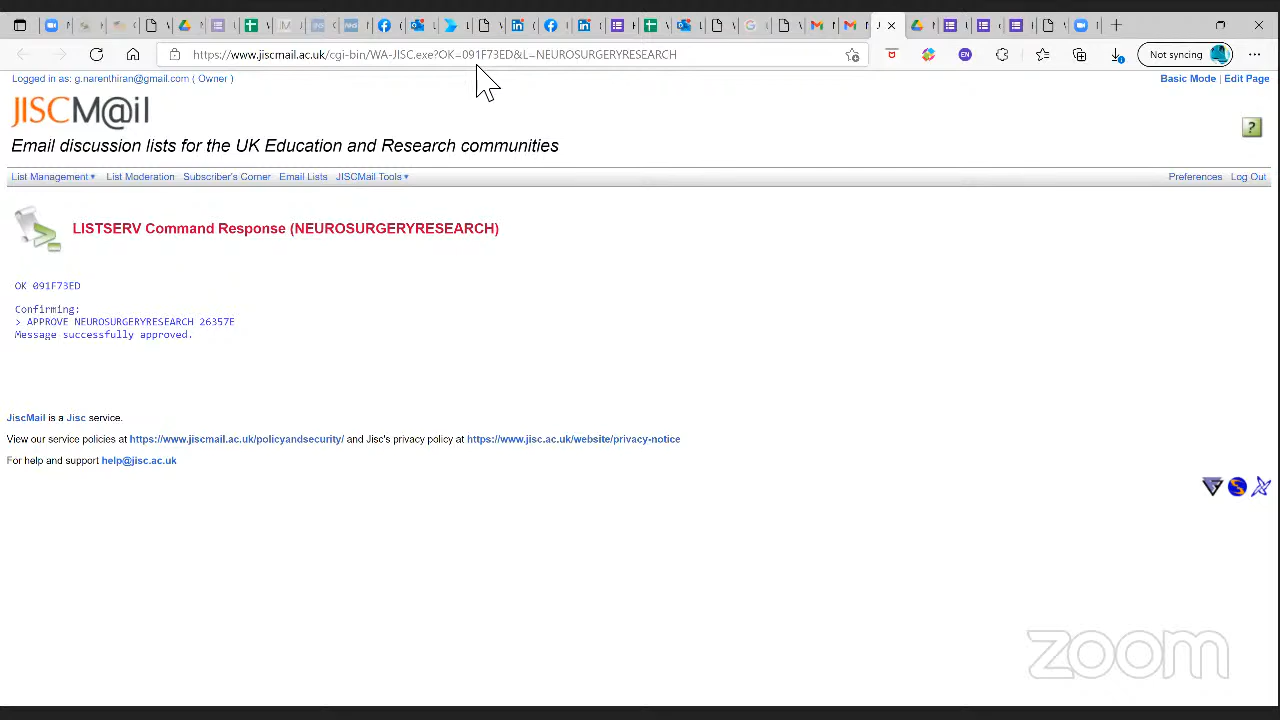 https://www.jiscmail.ac.uk/cgi-bin/WA-JISC.exe?OK=091F73ED&L=NEUROSURGERYRESEARCH
EN
Not syncing
Logged in as: g.narenthiran@gmail.com ( Owner )
Basic Mode | Edit Page
JISCM@il
?
Email discussion lists for the UK Education and Research communities
List Management List Moderation Subscriber's Corner Email Lists JISCMail Tools Preferences Log Out
LISTSERV Command Response (NEUROSURGERYRESEARCH)
OK 091F73ED
Confirming:
> APPROVE NEUROSURGERYRESEARCH 26357E
Message successfully approved.
JiscMail is a Jisc service.
View our service policies at https://www.jiscmail.ac.uk/policyandsecurity/ and Jisc's privacy policy at https://www.jisc.ac.uk/website/privacy-notice
For help and support help@jisc.ac.uk
zoom